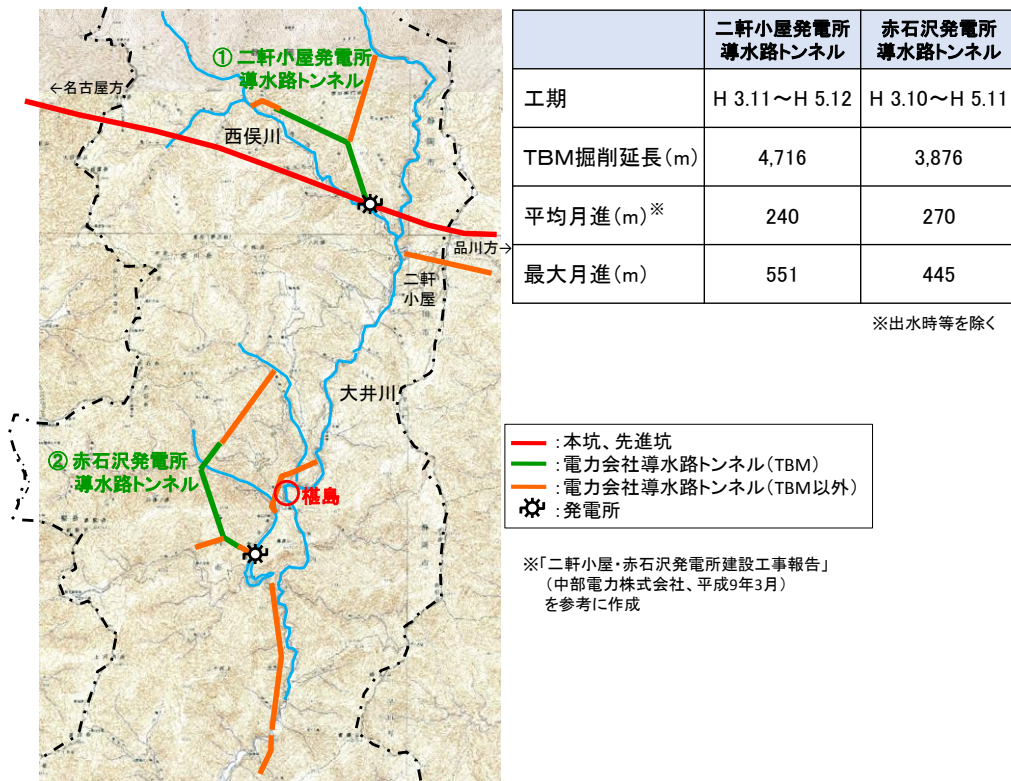 ① 二軒小屋発電所
導水路トンネル
←名古屋方
西俣川
品川方→
二軒
小屋
大井川
② 赤石沢発電所
導水路トンネル
椹島
二軒小屋発電所
導水路トンネル
赤石沢発電所
導水路トンネル
工期 H 3.11～H 5.12 H 3.10～H 5.11
TBM掘削延長(m) 4,716 3,876
平均月進(m)※ 240 270
最大月進(m) 551 445
※出水時等を除く
:本坑、先進坑
:電力会社導水路トンネル(TBM)
:電力会社導水路トンネル(TBM以外)
:発電所
※「二軒小屋・赤石沢発電所建設工事報告」
(中部電力株式会社、平成9年3月)
を参考に作成